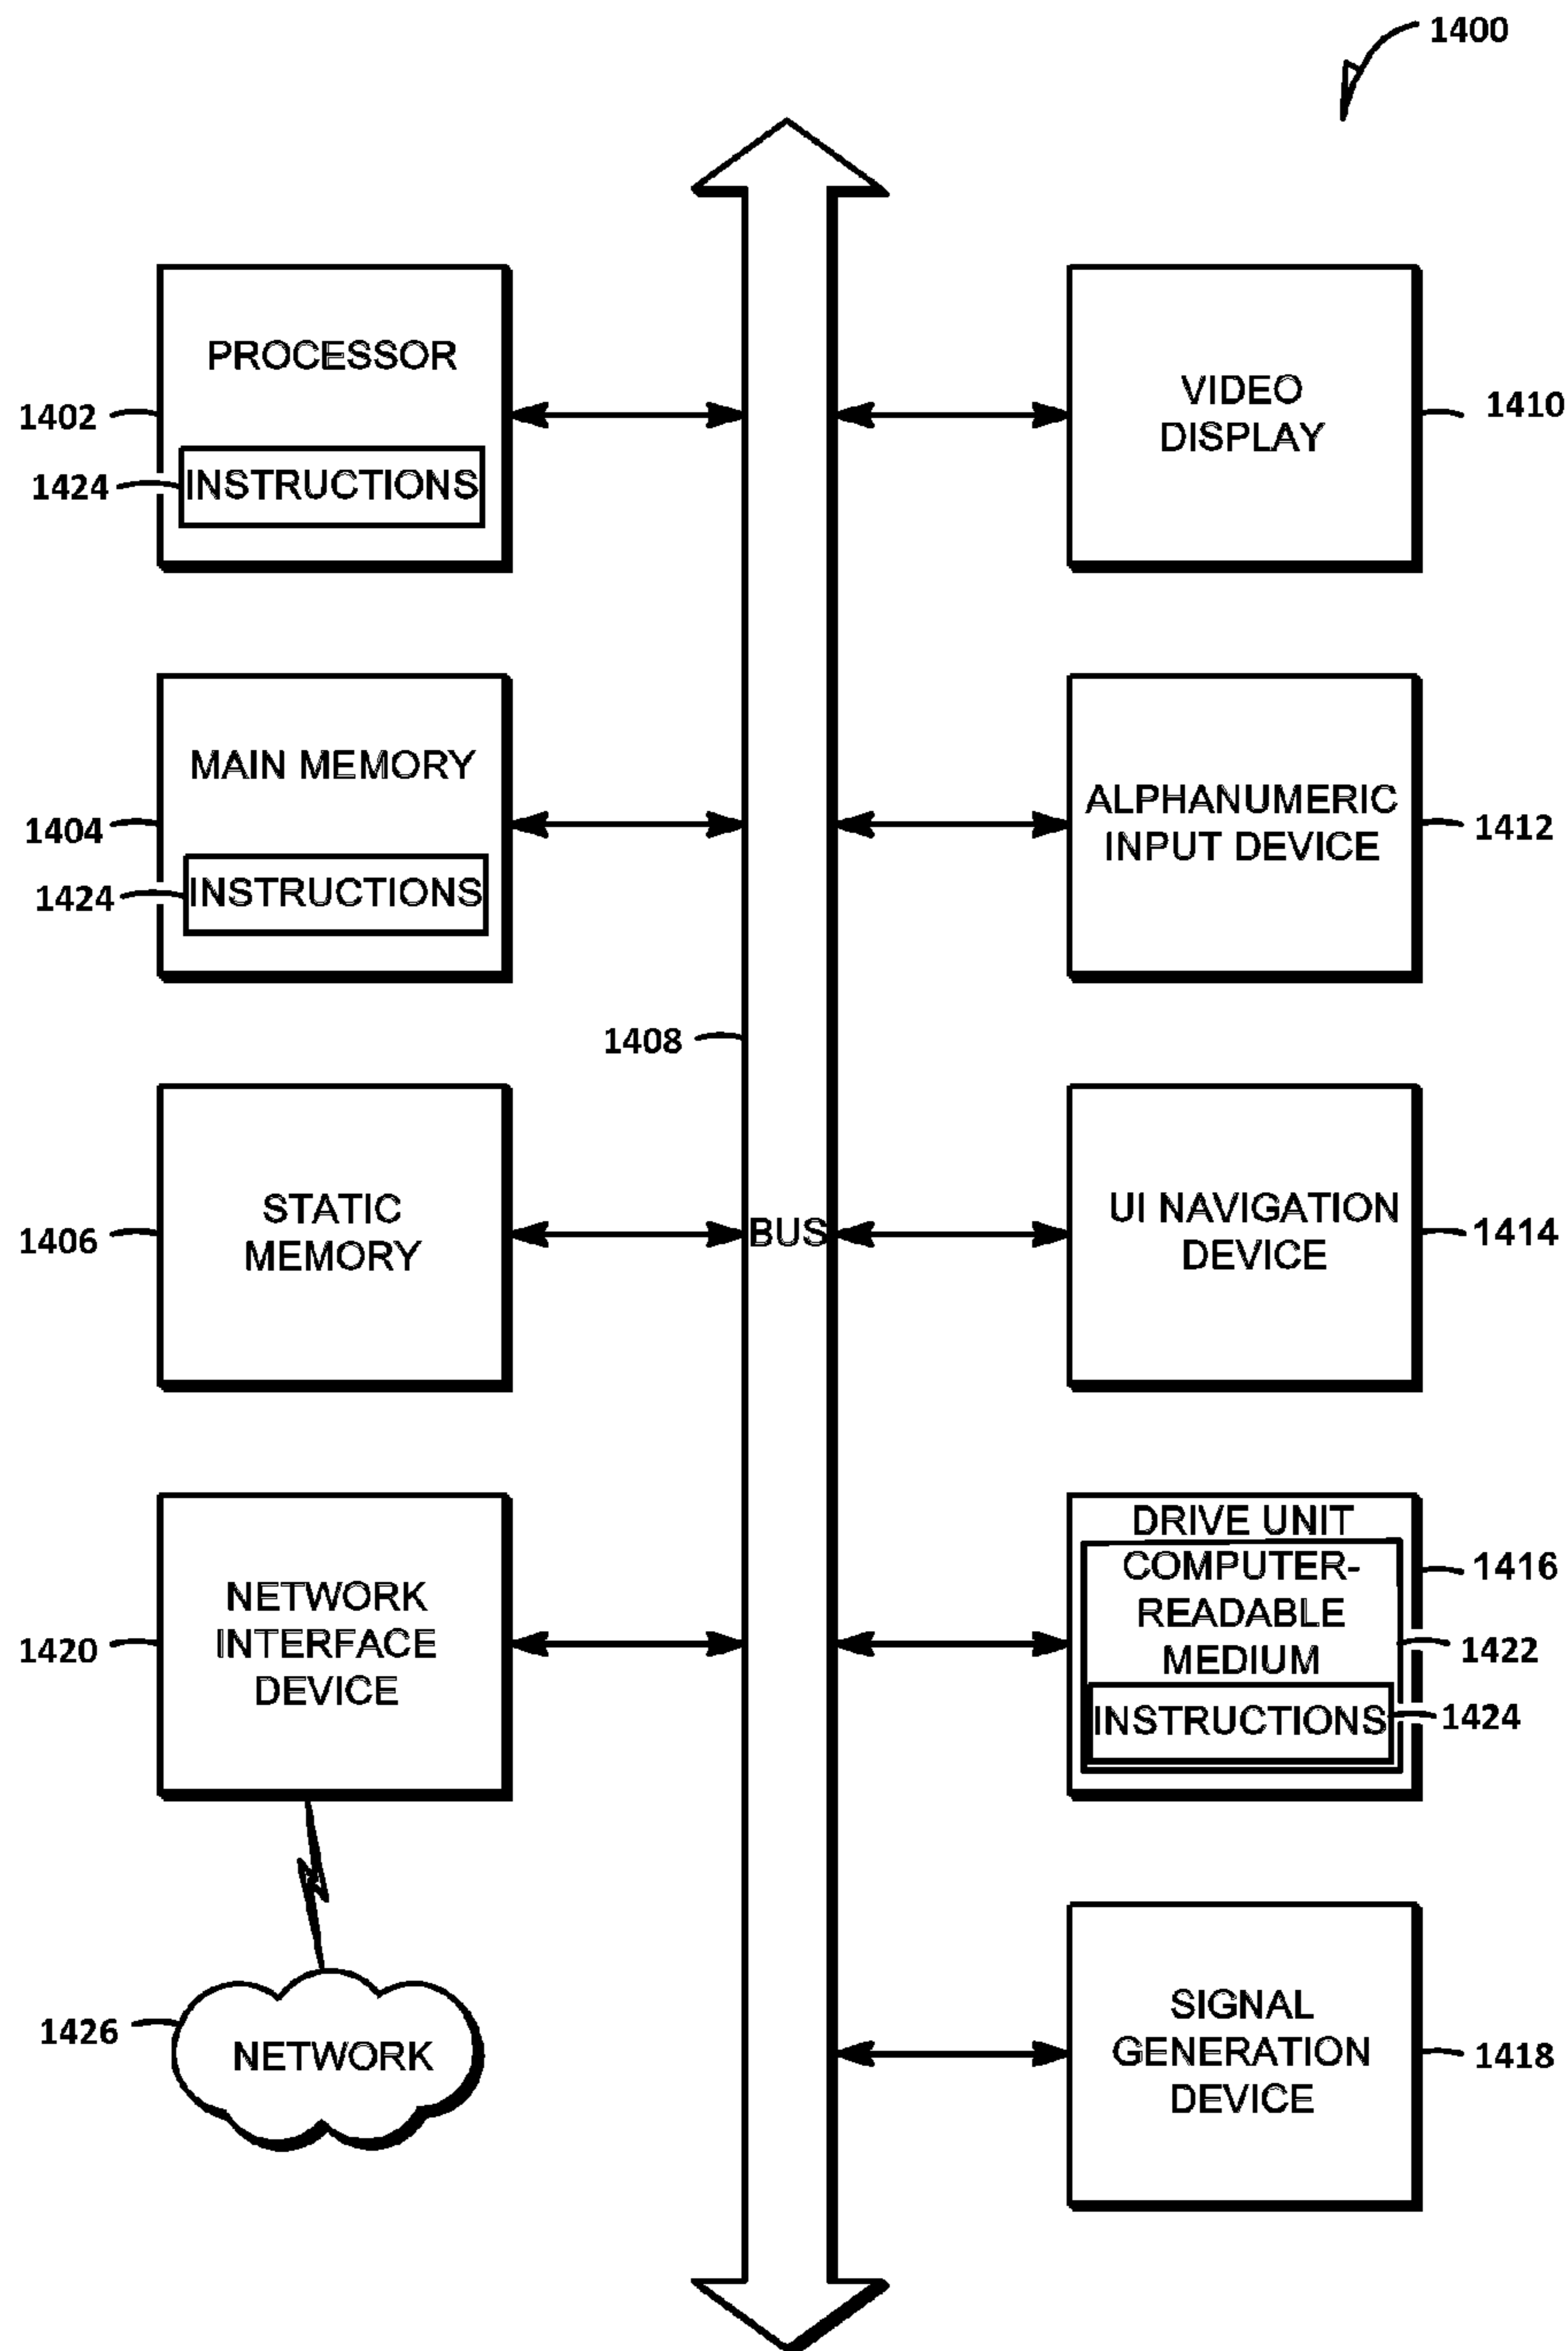 1400
PROCESSOR
1402
1424
INSTRUCTIONS
VIDEO
DISPLAY
1410
MAIN MEMORY
1404
1424
INSTRUCTIONS
ALPHANUMERIC
INPUT DEVICE
1412
1408
STATIC
MEMORY
1406
BUS
UI NAVIGATION
DEVICE
1414
NETWORK
INTERFACE
DEVICE
1420
DRIVE UNIT
1416
COMPUTER-
READABLE
MEDIUM
1422
INSTRUCTIONS
1424
1426
NETWORK
SIGNAL
GENERATION
DEVICE
1418